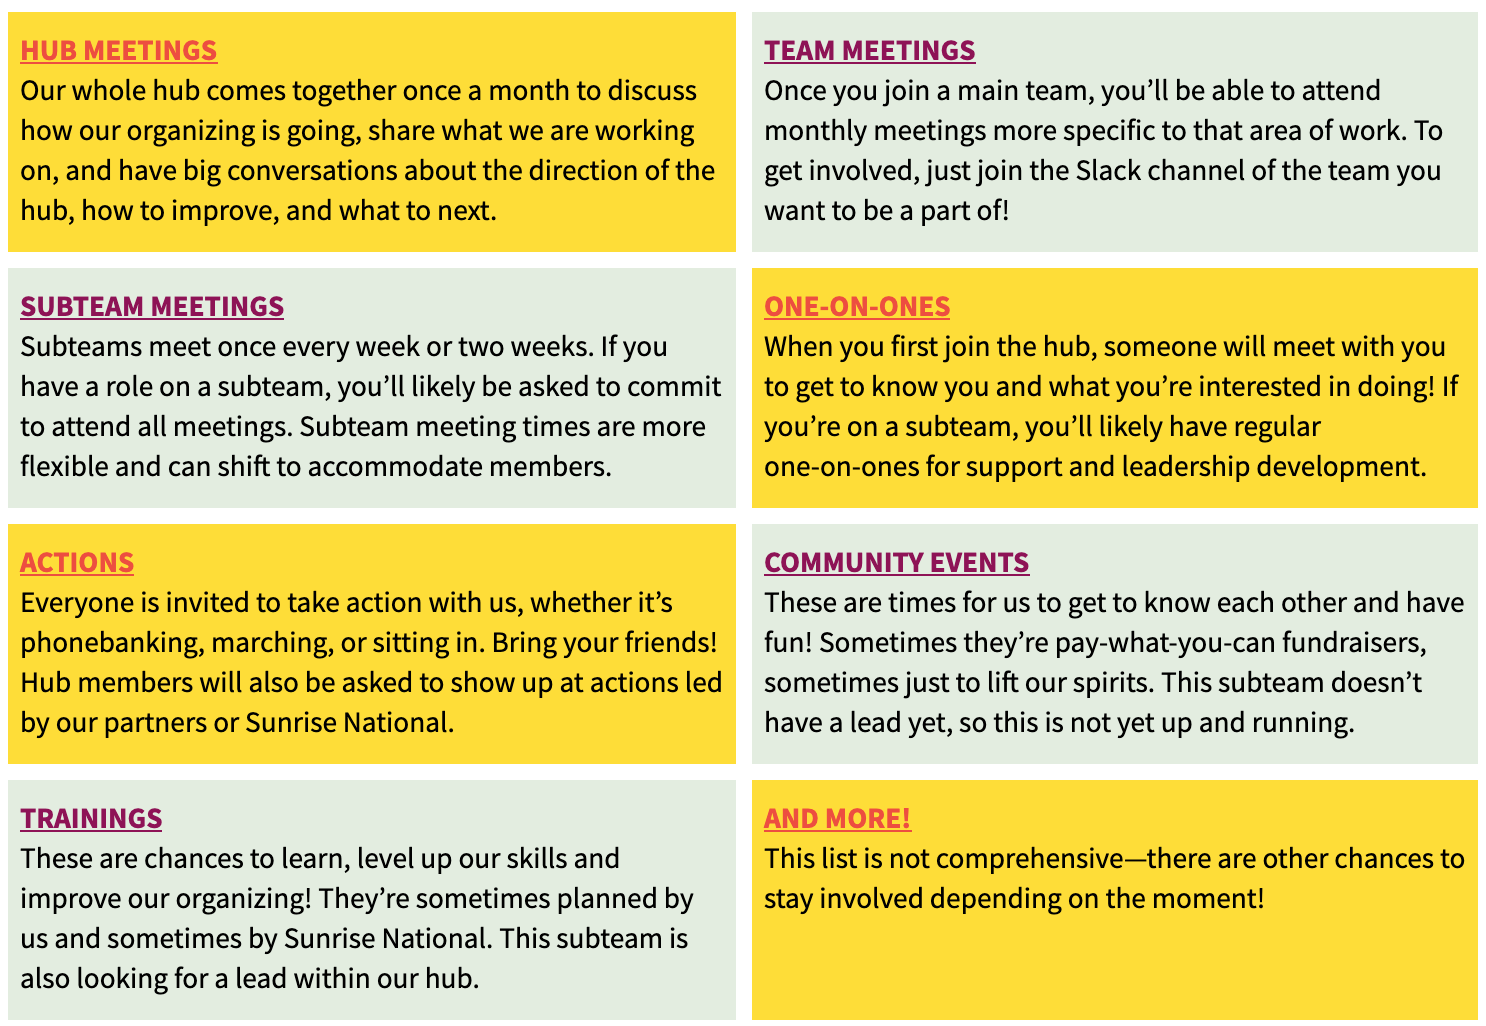 HUB MEETINGS
Our whole hub comes together once a month to discuss
how our organizing is going, share what we are working
on, and have big conversations about the direction of the
hub, how to improve, and what to next.
TEAM MEETINGS
Once you join a main team, you’ll be able to attend
monthly meetings more specific to that area of work. To
get involved, just join the Slack channel of the team you
want to be a part of!
SUBTEAM MEETINGS
Subteams meet once every week or two weeks. If you
have a role on a subteam, you’ll likely be asked to commit
to attend all meetings. Subteam meeting times are more
flexible and can shift to accommodate members.
ONE-ON-ONES
When you first join the hub, someone will meet with you
to get to know you and what you’re interested in doing! If
you’re on a subteam, you’ll likely have regular
one-on-ones for support and leadership development.
ACTIONS
Everyone is invited to take action with us, whether it’s
phonebanking, marching, or sitting in. Bring your friends!
Hub members will also be asked to show up at actions led
by our partners or Sunrise National.
COMMUNITY EVENTS
These are times for us to get to know each other and have
fun! Sometimes they’re pay-what-you-can fundraisers,
sometimes just to lift our spirits. This subteam doesn’t
have a lead yet, so this is not yet up and running.
TRAININGS
These are chances to learn, level up our skills and
improve our organizing! They’re sometimes planned by
us and sometimes by Sunrise National. This subteam is
also looking for a lead within our hub.
AND MORE!
This list is not comprehensive—there are other chances to
stay involved depending on the moment!